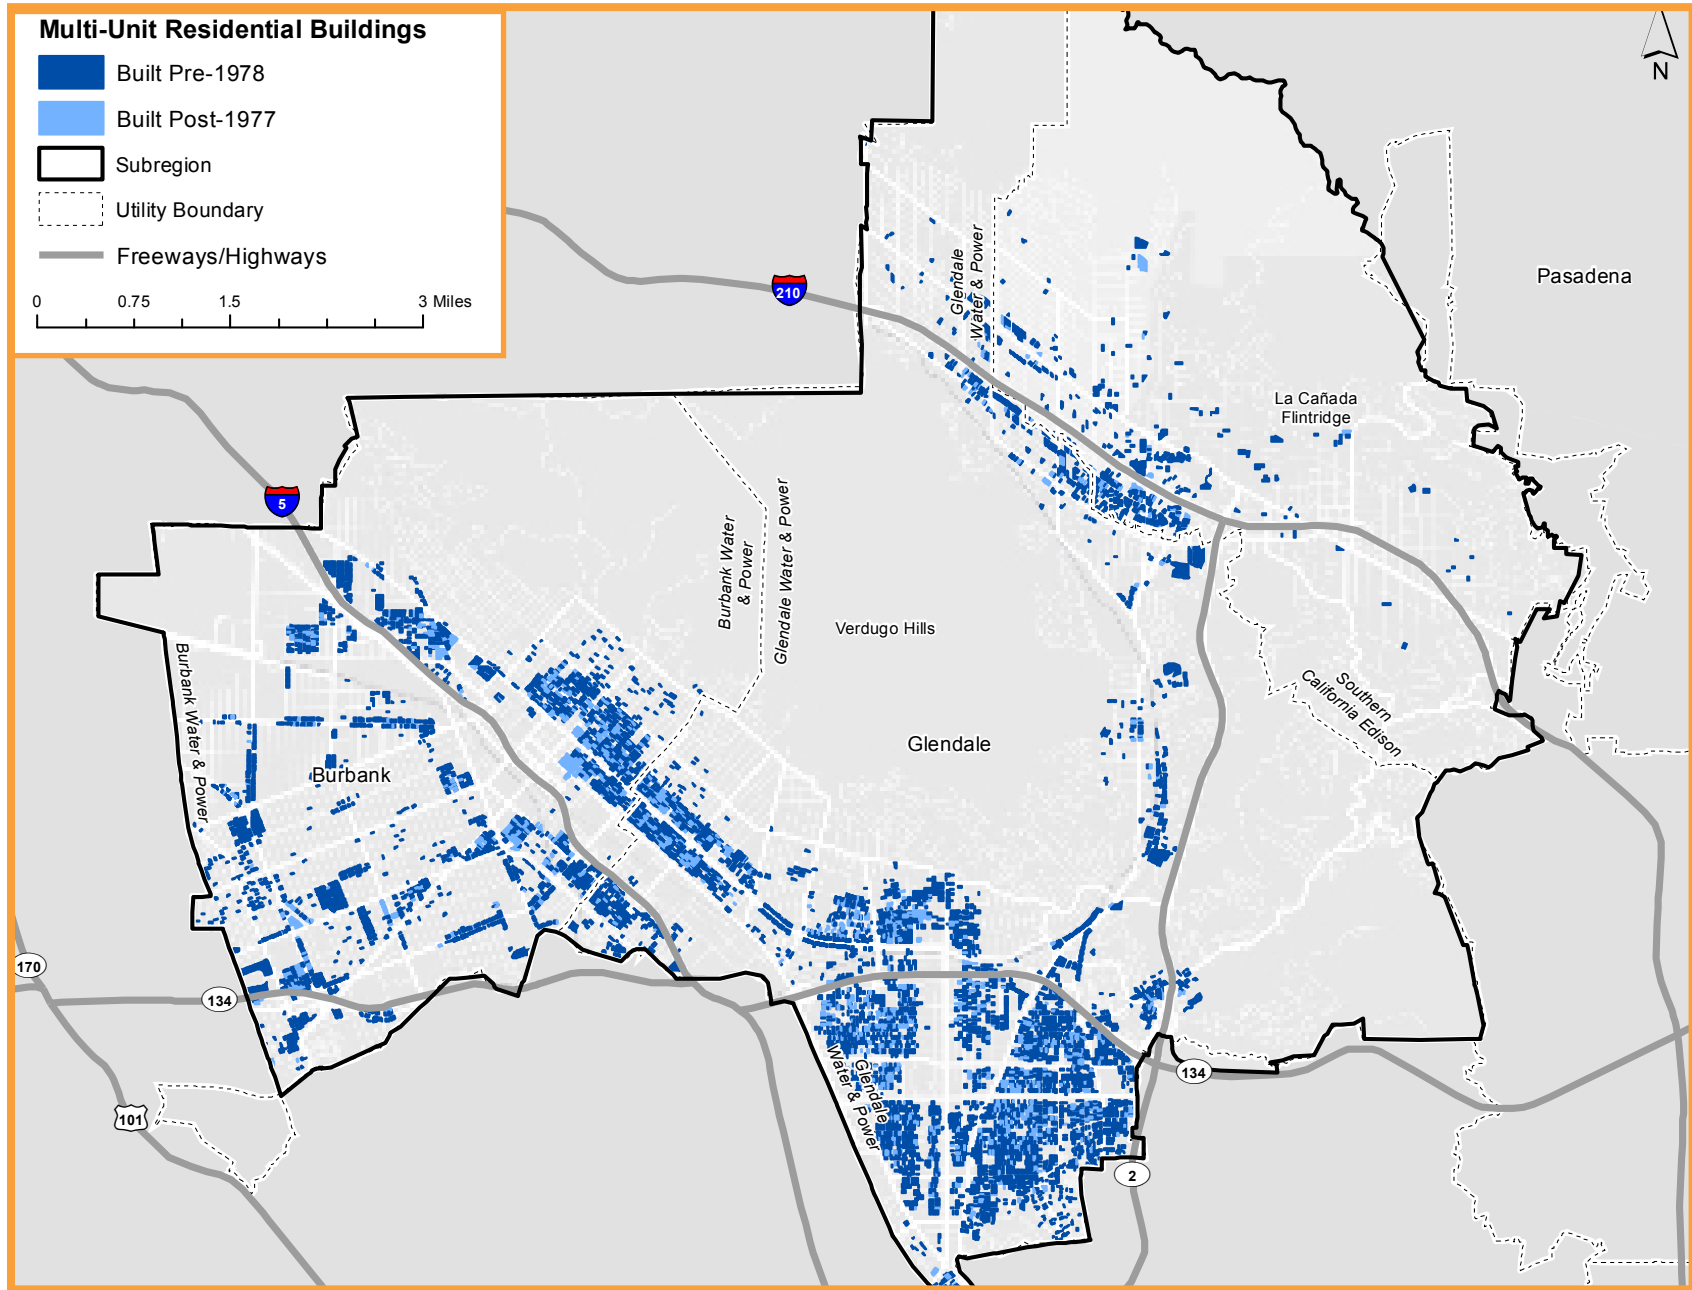 Multi-Unit Residential Buildings
Built Pre-1978
Built Post-1977
Subregion
Utility Boundary
Freeways/Highways
0 0.75 1.5 3 Miles
N
210
Glendale
Water & Power
Pasadena
La Cañada
Flintridge
5
Burbank Water
& Power
Glendale Water & Power
Verdugo Hills
Burbank Water & Power
Southern
California Edison
Glendale
Burbank
170
134
Glendale
Water & Power
134
101
2